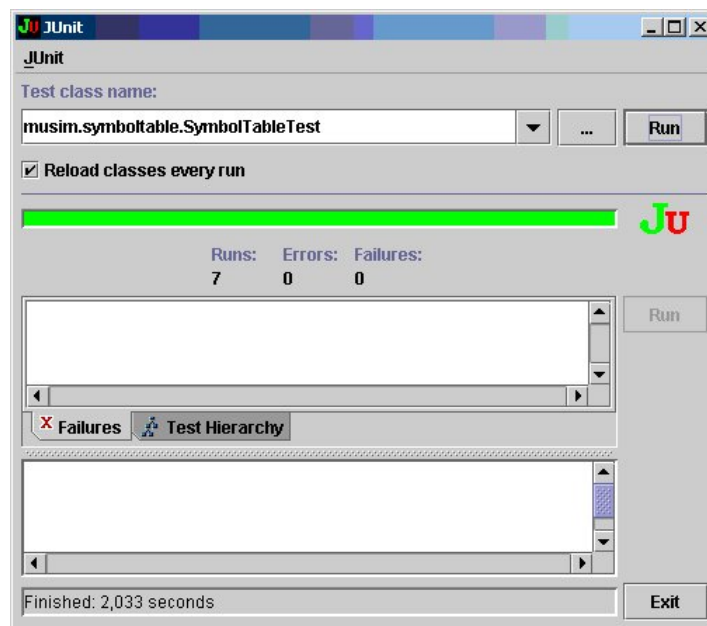 JU JUnit
JUnit
Test class name:
musim.symboltable.SymbolTableTest ... Run
Reload classes every run
JU
Runs: Errors: Failures:
7 0 0
Run
X Failures Test Hierarchy
Finished: 2,033 seconds Exit